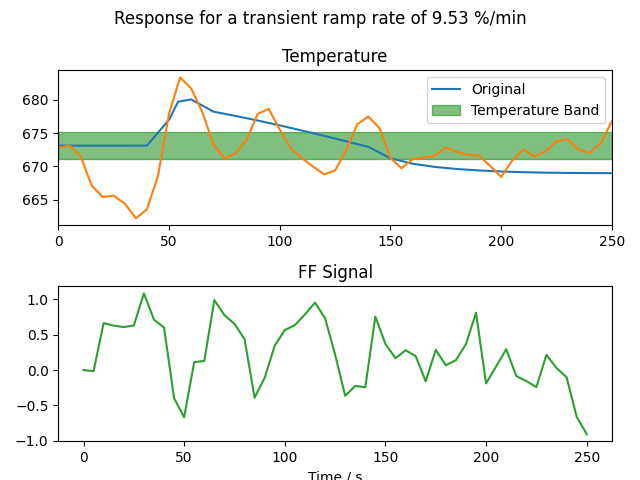 Response for a transient ramp rate of 9.53 %/min
Temperature
Original
Temperature Band
680
675
670
665
0 50 100 150 200 250
FF Signal
1.0
0.5
0.0
−0.5
−1.0
0 50 100 150 200 250
Time / s